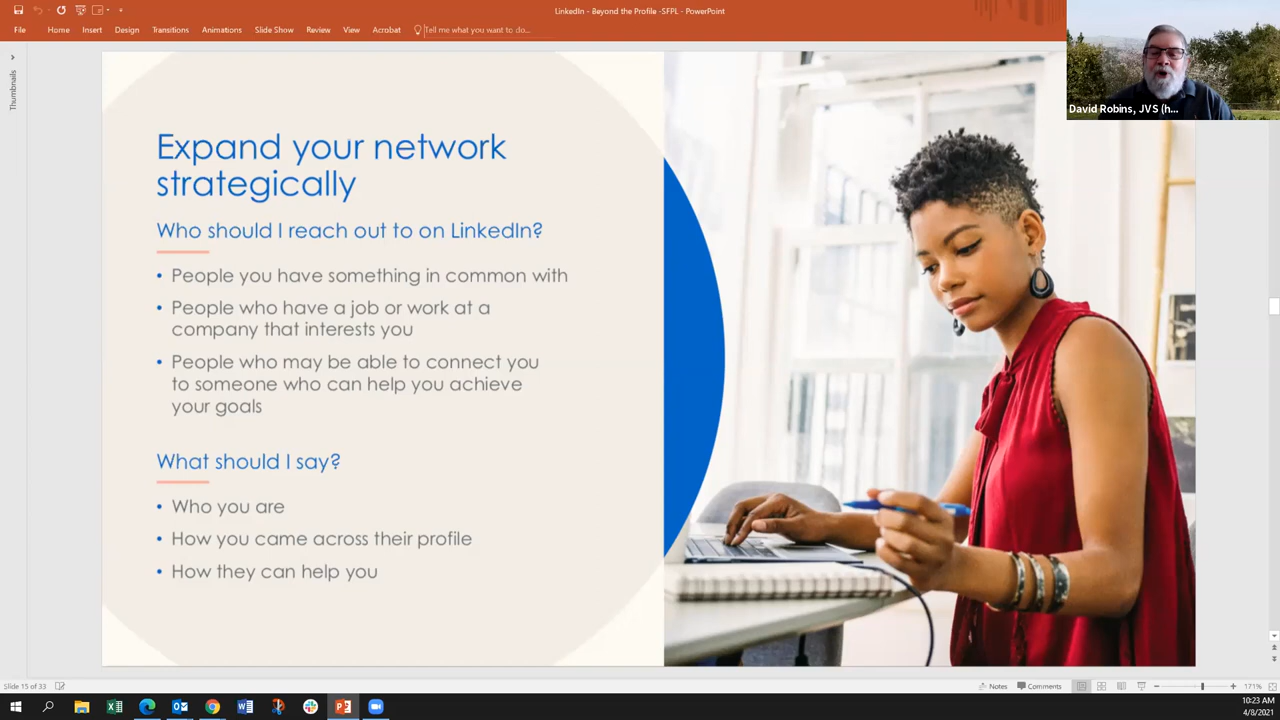 LinkedIn - Beyond the Profile -SFPL - PowerPoint
File Home Insert Design Transitions Animations Slide Show Review View Acrobat Tell me what you want to do...
Thumbnails
David Robins, JVS (h...
Expand your network
strategically
Who should I reach out to on LinkedIn?
• People you have something in common with
• People who have a job or work at a
company that interests you
• People who may be able to connect you
to someone who can help you achieve
your goals
What should I say?
• Who you are
• How you came across their profile
• How they can help you
Slide 15 of 33 Notes Comments 171%
10:23 AM
4/8/2021